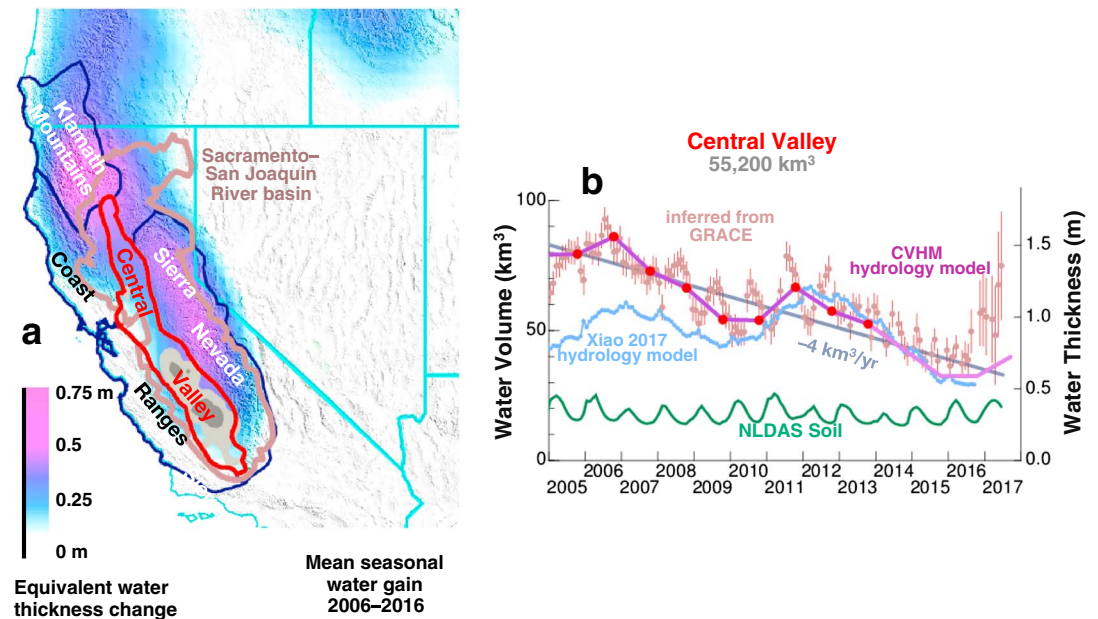 Klamath
Mountains
Sacramento–
San Joaquin
River basin
Coast
Ranges
Central
Valley
Sierra
Nevada
a
0.75 m
0.5
0.25
0 m
Equivalent water
thickness change
Mean seasonal
water gain
2006–2016
Central Valley
55,200 km³
b
Water Volume (km³)
100
50
0
inferred from
GRACE
CVHM
hydrology model
Xiao 2017
hydrology model
–4 km³/yr
NLDAS Soil
1.5
1.0
0.5
0.0
Water Thickness (m)
2006 2008 2010 2012 2014 2016
2005 2007 2009 2011 2013 2015 2017